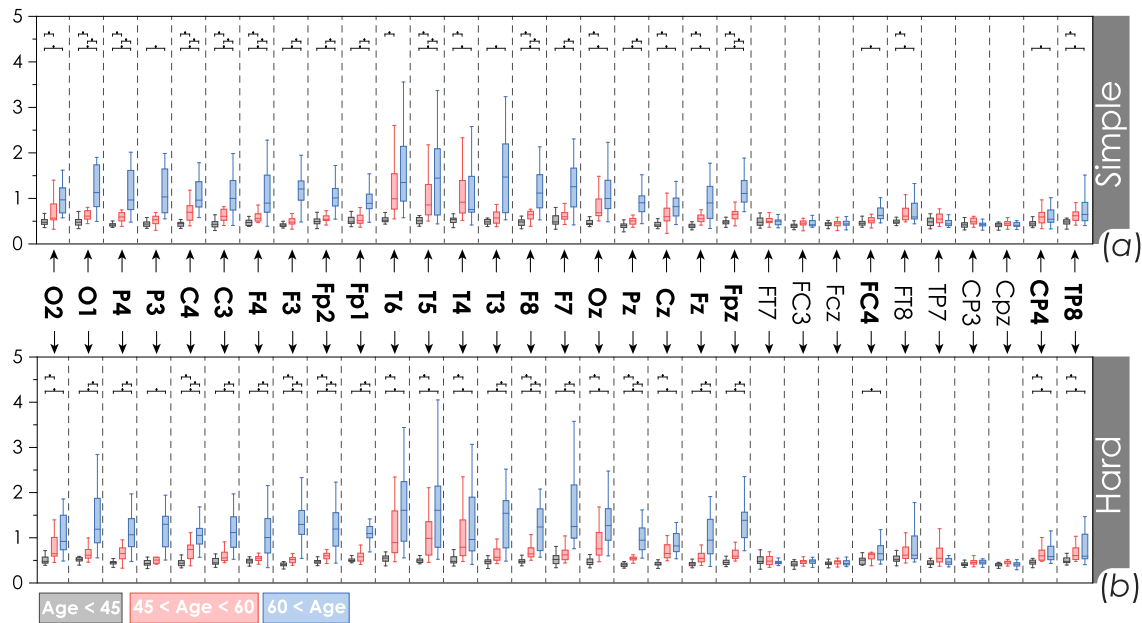 5
4
3
2
1
0
Simple
(a)
O2 O1 P4 P3 C4 C3 F4 F3 Fp2 Fp1 T6 T5 T4 T3 F8 F7 Oz Pz Cz Fz Fpz FT7 FC3 Fcz FC4 FT8 TP7 CP3 Cpz CP4 TP8
5
4
3
2
1
0
Hard
(b)
Age < 45 45 < Age < 60 60 < Age